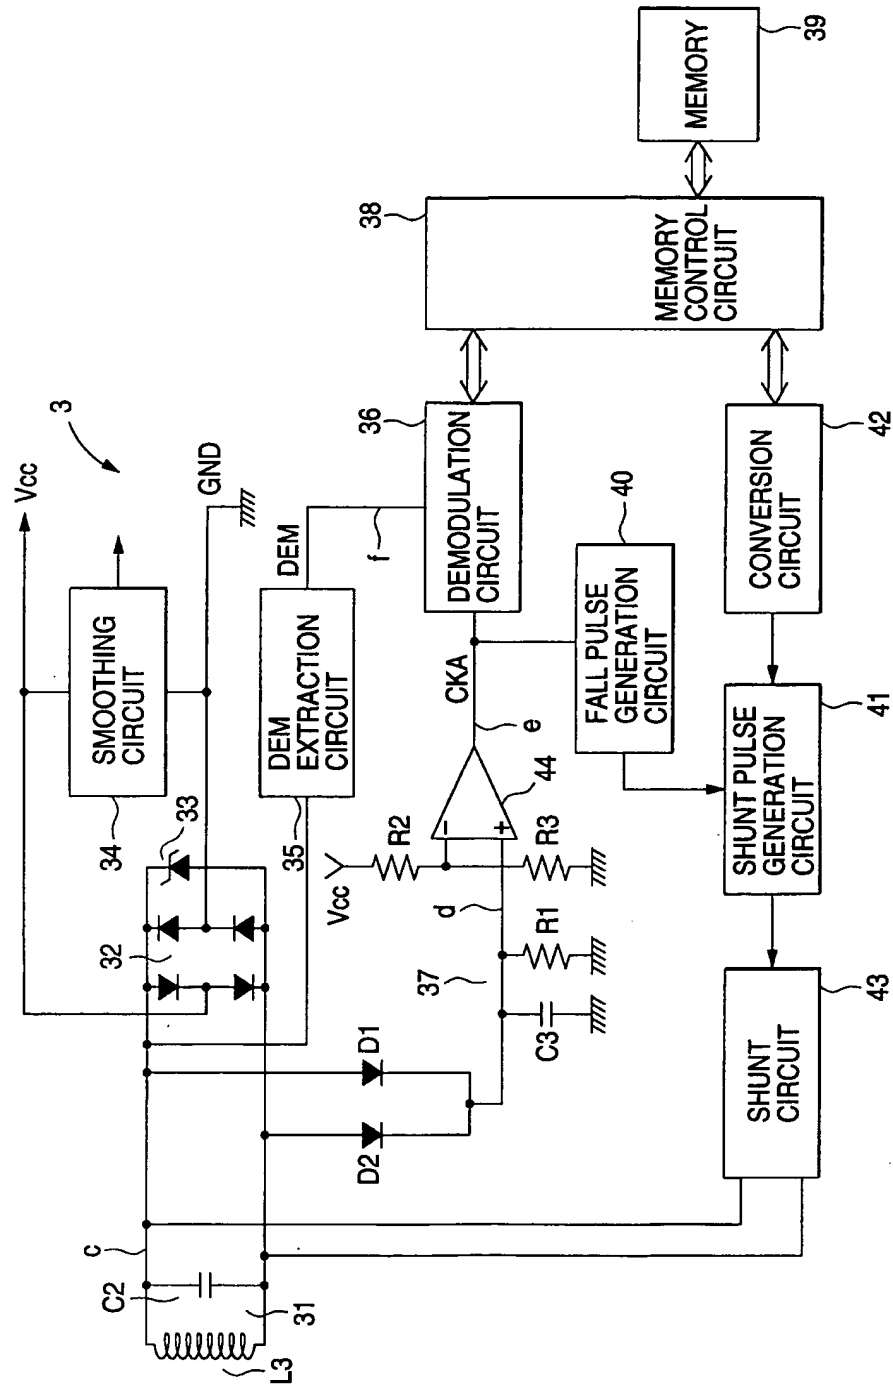 3
Vcc
GND
SMOOTHING
CIRCUIT
34
33
32
DEM
f
DEM
EXTRACTION
CIRCUIT
35
c
C2
31
L3
D1
D2
37
C3
R1
d
Vcc
R2
R3
-
+
44
e
CKA
DEMODULATION
CIRCUIT
36
MEMORY
CONTROL
CIRCUIT
38
MEMORY
39
FALL PULSE
GENERATION
CIRCUIT
40
SHUNT
CIRCUIT
43
SHUNT PULSE
GENERATION
CIRCUIT
41
CONVERSION
CIRCUIT
42